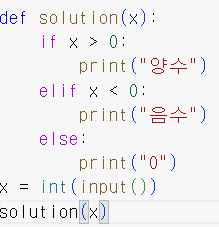 def solution(x):
    if x > 0:
        print("양수")
    elif x < 0:
        print("음수")
    else:
        print("0")
x = int(input())
solution(x)